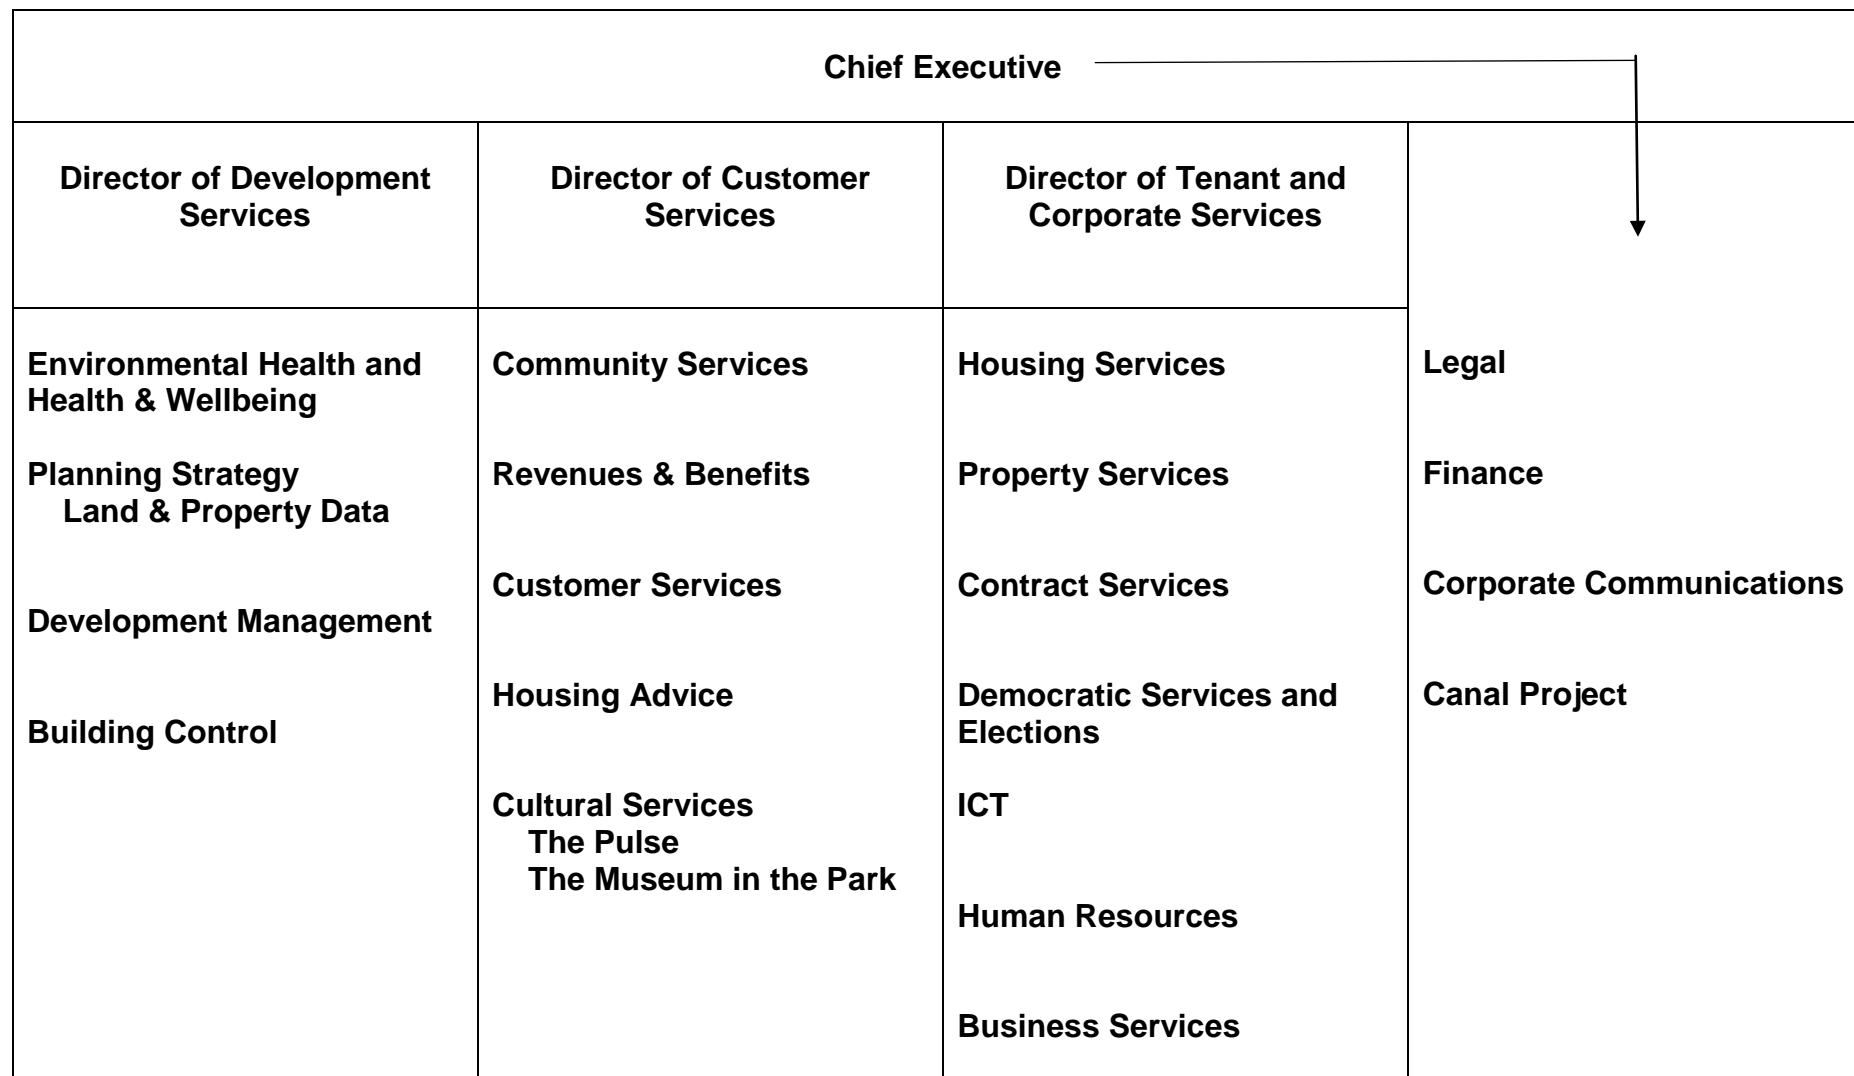 Chief Executive
Director of Development
Services
Director of Customer
Services
Director of Tenant and
Corporate Services
Environmental Health and
Health & Wellbeing
Planning Strategy
Land & Property Data
Development Management
Building Control
Community Services
Revenues & Benefits
Customer Services
Housing Advice
Cultural Services
The Pulse
The Museum in the Park
Housing Services
Property Services
Contract Services
Democratic Services and
Elections
ICT
Human Resources
Business Services
Legal
Finance
Corporate Communications
Canal Project